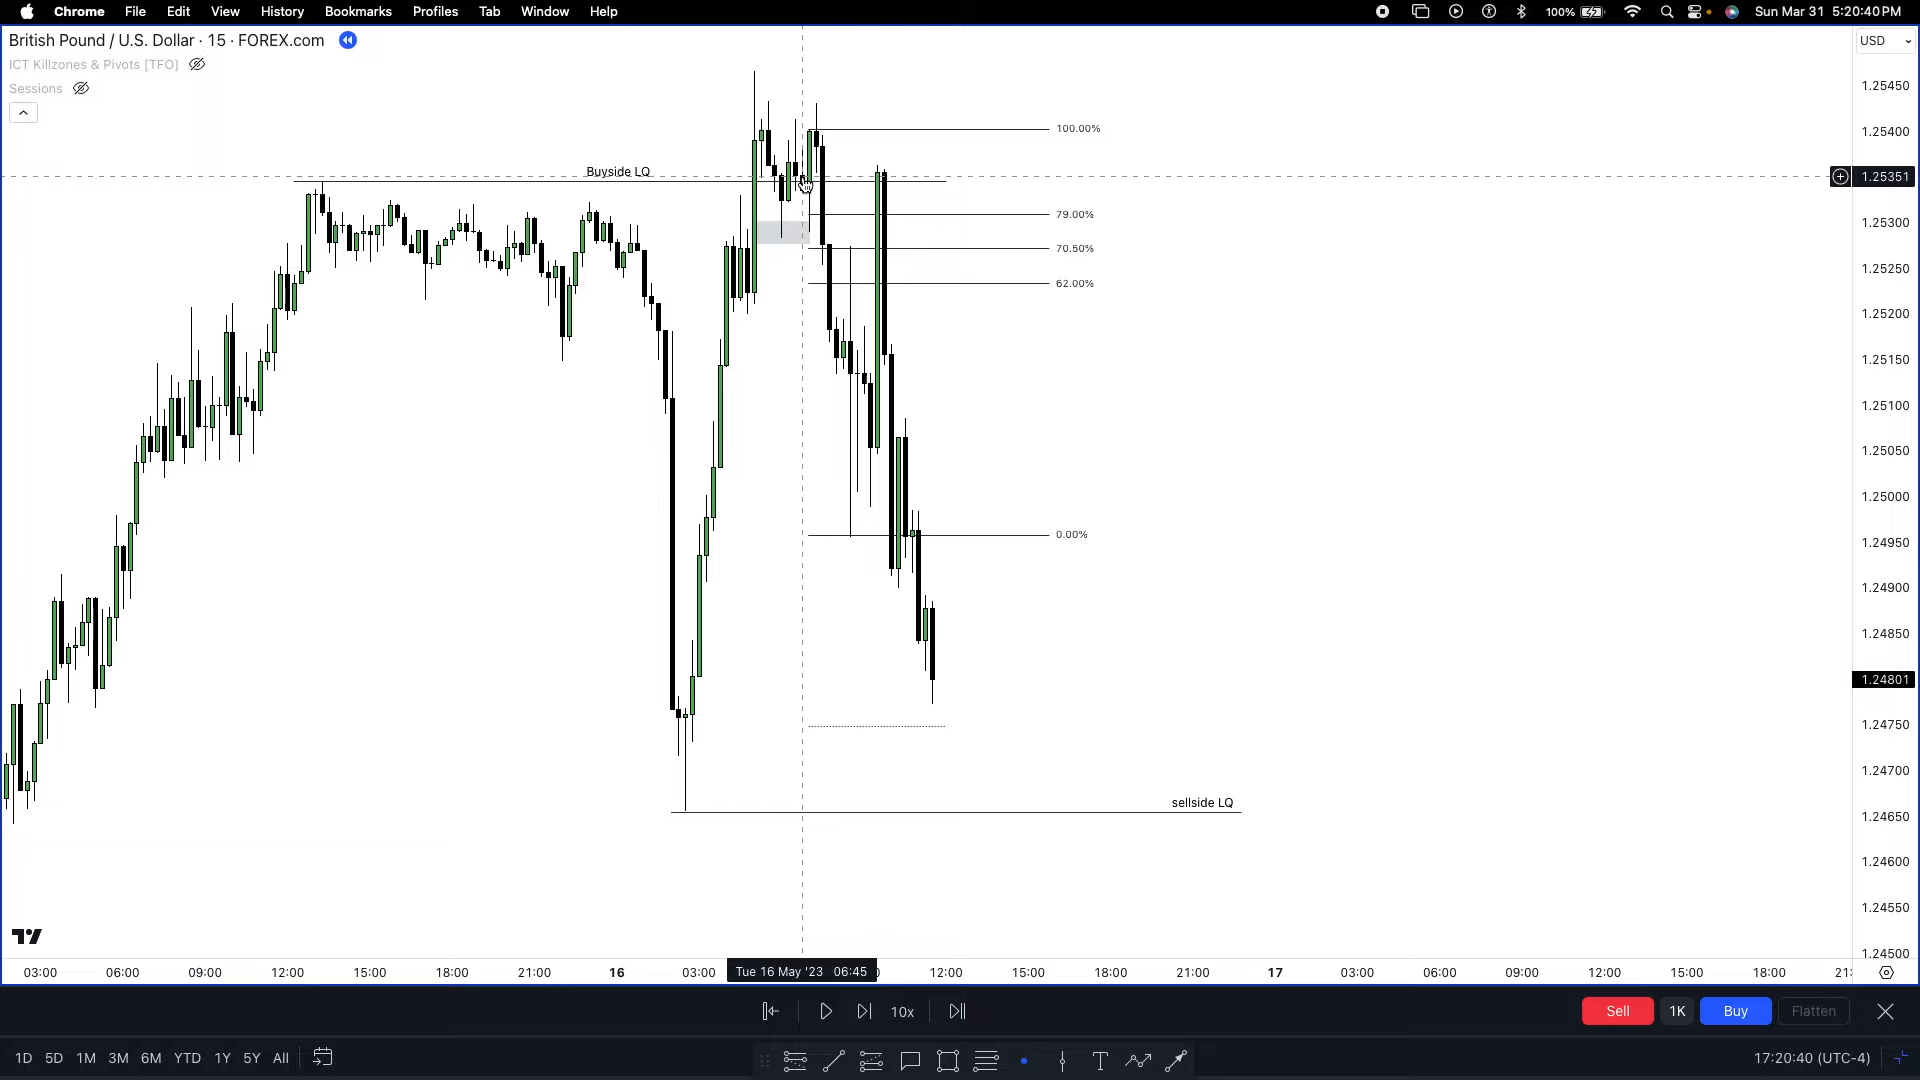 Chrome File Edit View History Bookmarks Profiles Tab Window Help 100% Sun Mar 31 5:20:40 PM
British Pound / U.S. Dollar · 15 · FOREX.com
ICT Killzones & Pivots [TFO]
Sessions
USD
1.25450
1.25400
1.25351
1.25300
1.25250
1.25200
1.25150
1.25100
1.25050
1.25000
1.24950
1.24900
1.24850
1.24801
1.24750
1.24700
1.24650
1.24600
1.24550
1.24500
100.00%
Buyside LQ
79.00%
70.50%
62.00%
0.00%
sellside LQ
03:00 06:00 09:00 12:00 15:00 18:00 21:00 16 03:00 Tue 16 May '23 06:45 12:00 15:00 18:00 21:00 17 03:00 06:00 09:00 12:00 15:00 18:00 21:
10x Sell 1K Buy Flatten
1D 5D 1M 3M 6M YTD 1Y 5Y All 17:20:40 (UTC-4)